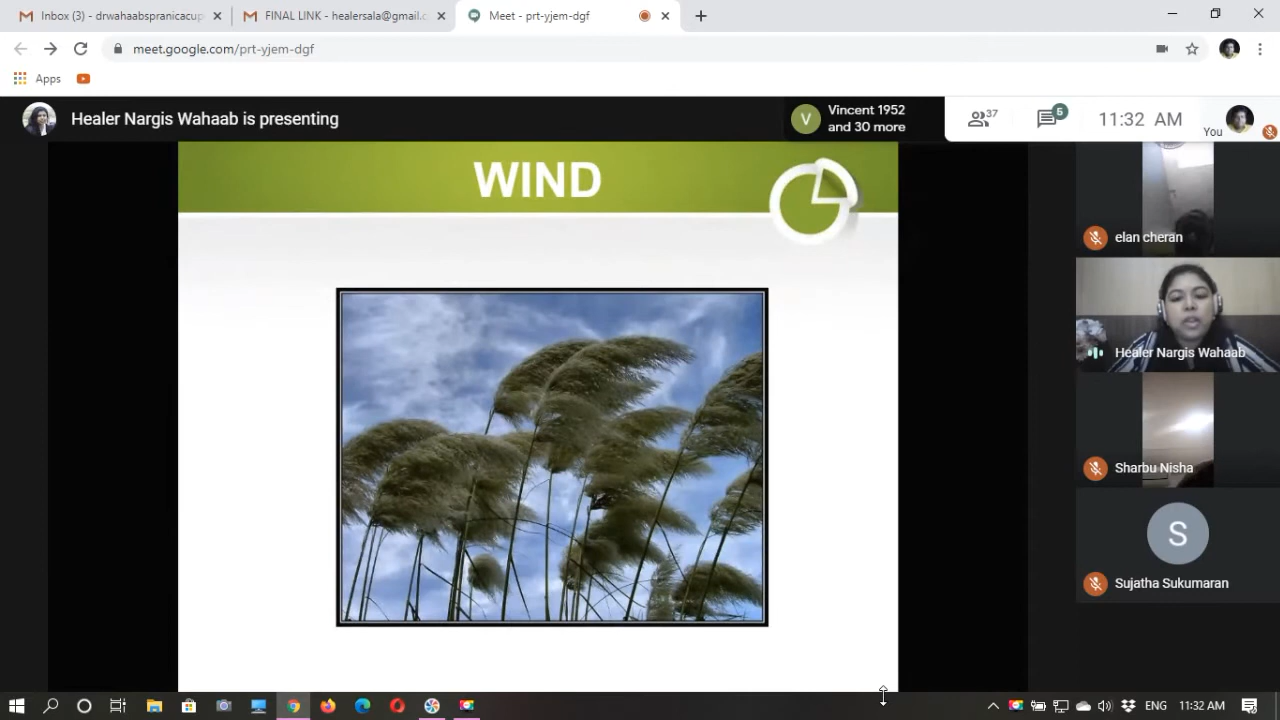 Inbox (3) - drwahaabspranicacup
FINAL LINK - healersala@gmail.c
Meet - prt-yjem-dgf
meet.google.com/prt-yjem-dgf
Apps
Healer Nargis Wahaab is presenting
V
Vincent 1952
and 30 more
37
5
11:32 AM
You
WIND
elan cheran
Healer Nargis Wahaab
Sharbu Nisha
S
Sujatha Sukumaran
ENG
11:32 AM